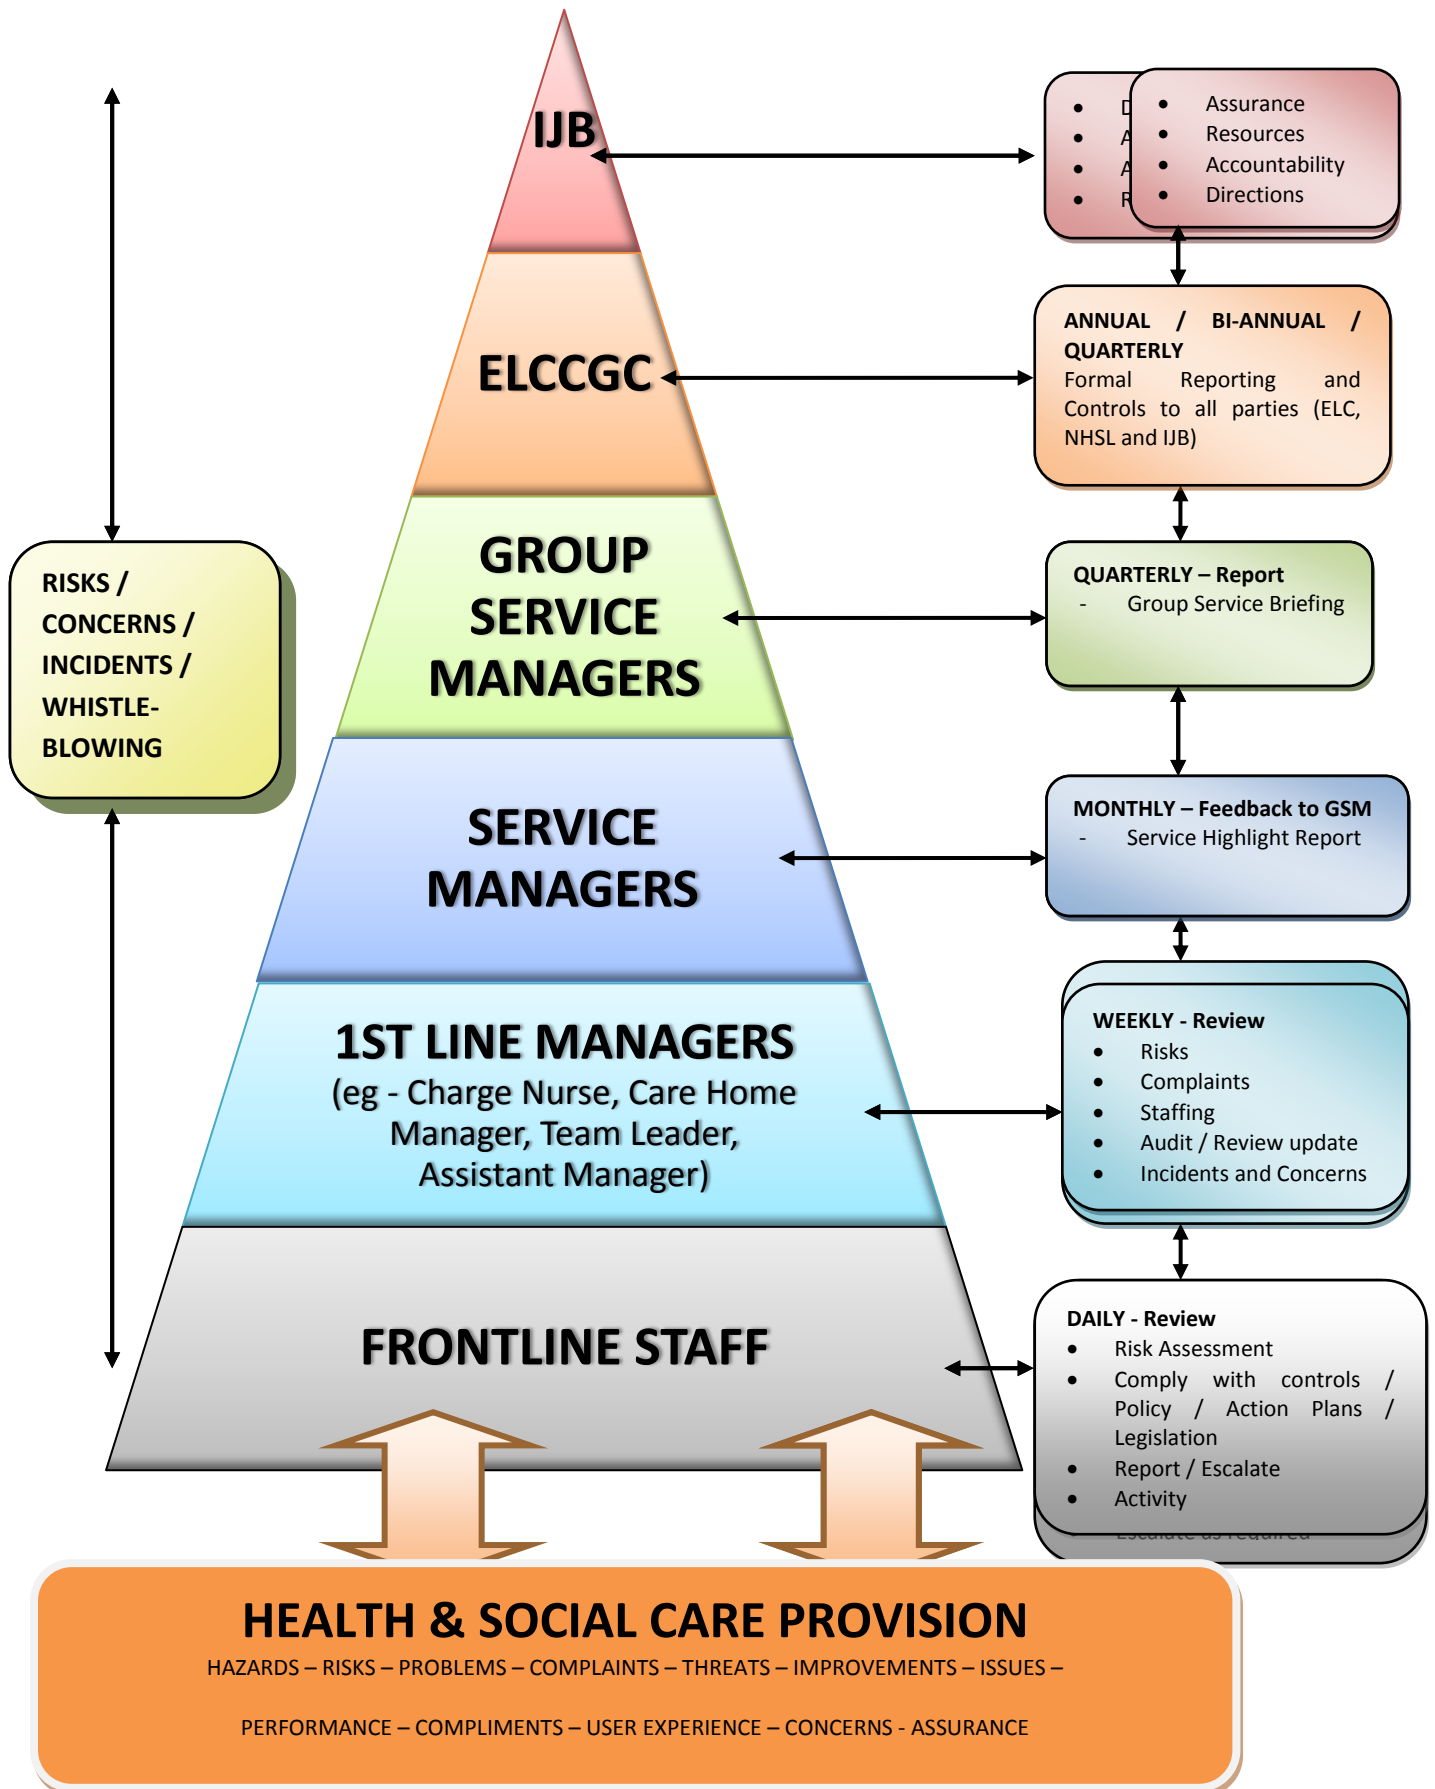 IJB
• Assurance
• Resources
• Accountability
• Directions
ELCCGC
ANNUAL / BI-ANNUAL /
QUARTERLY
Formal Reporting and
Controls to all parties (ELC,
NHSL and IJB)
GROUP
SERVICE
MANAGERS
QUARTERLY – Report
- Group Service Briefing
RISKS /
CONCERNS /
INCIDENTS /
WHISTLE-
BLOWING
SERVICE
MANAGERS
MONTHLY – Feedback to GSM
- Service Highlight Report
1ST LINE MANAGERS
(eg - Charge Nurse, Care Home
Manager, Team Leader,
Assistant Manager)
WEEKLY - Review
• Risks
• Complaints
• Staffing
• Audit / Review update
• Incidents and Concerns
FRONTLINE STAFF
DAILY - Review
• Risk Assessment
• Comply with controls /
Policy / Action Plans /
Legislation
• Report / Escalate
• Activity
Escalate as required
HEALTH & SOCIAL CARE PROVISION
HAZARDS – RISKS – PROBLEMS – COMPLAINTS – THREATS – IMPROVEMENTS – ISSUES –
PERFORMANCE – COMPLIMENTS – USER EXPERIENCE – CONCERNS - ASSURANCE